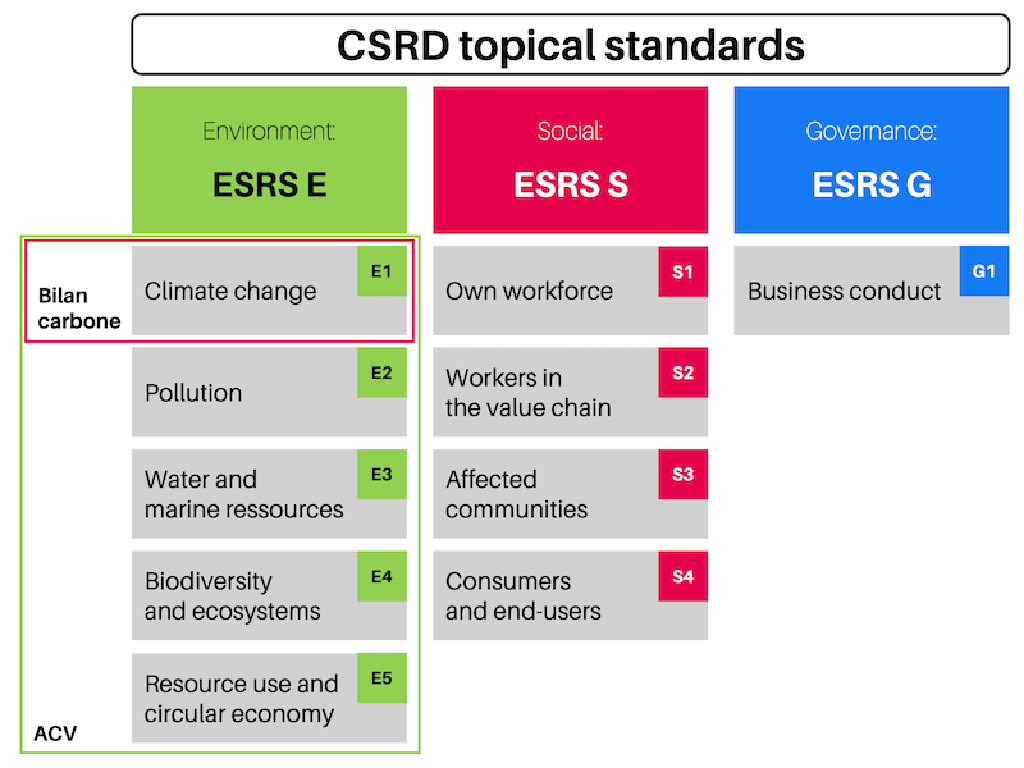 CSRD topical standards
Environment:
ESRS E
Social:
ESRS S
Governance:
ESRS G
Bilan
carbone
Climate change
E1
Own workforce
S1
Business conduct
G1
Pollution
E2
Workers in
the value chain
S2
Water and
marine ressources
E3
Affected
communities
S3
Biodiversity
and ecosystems
E4
Consumers
and end-users
S4
Resource use and
circular economy
E5
ACV